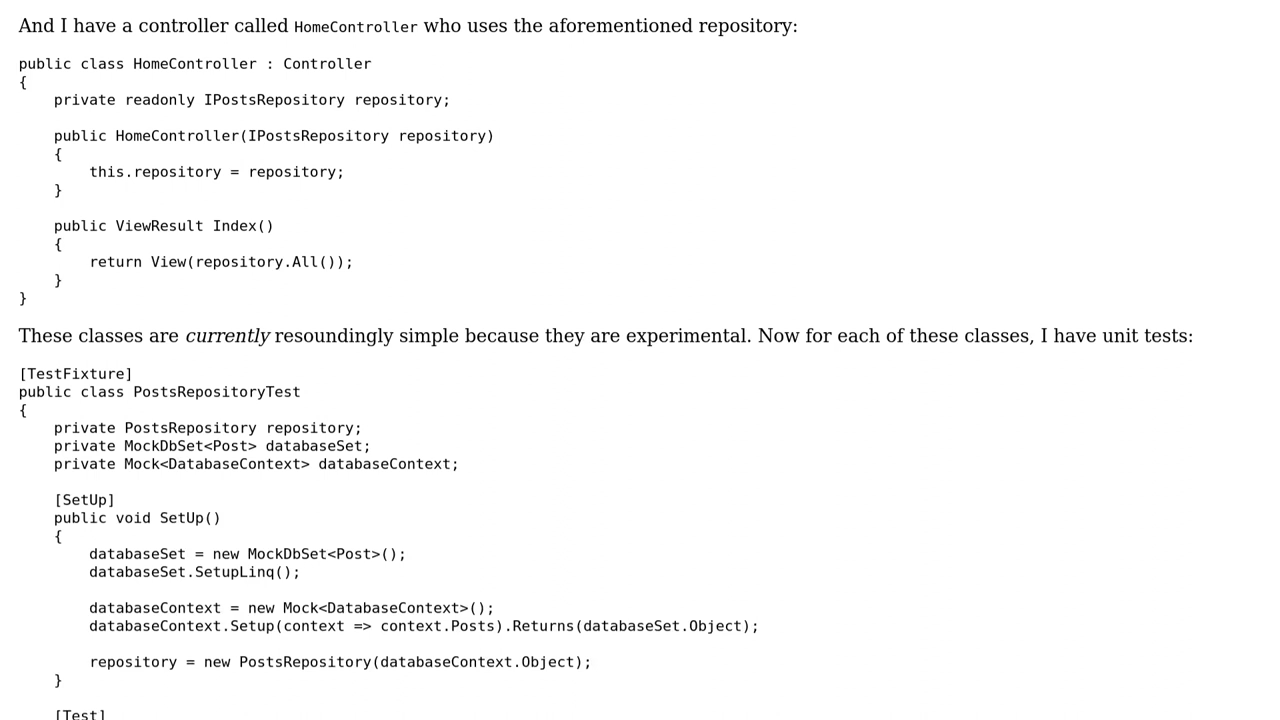 And I have a controller called HomeController who uses the aforementioned repository:
public class HomeController : Controller
{
    private readonly IPostsRepository repository;

    public HomeController(IPostsRepository repository)
    {
        this.repository = repository;
    }

    public ViewResult Index()
    {
        return View(repository.All());
    }
}
These classes are currently resoundingly simple because they are experimental. Now for each of these classes, I have unit tests:
[TestFixture]
public class PostsRepositoryTest
{
    private PostsRepository repository;
    private MockDbSet<Post> databaseSet;
    private Mock<DatabaseContext> databaseContext;

    [SetUp]
    public void SetUp()
    {
        databaseSet = new MockDbSet<Post>();
        databaseSet.SetupLinq();

        databaseContext = new Mock<DatabaseContext>();
        databaseContext.Setup(context => context.Posts).Returns(databaseSet.Object);

        repository = new PostsRepository(databaseContext.Object);
    }

    [Test]